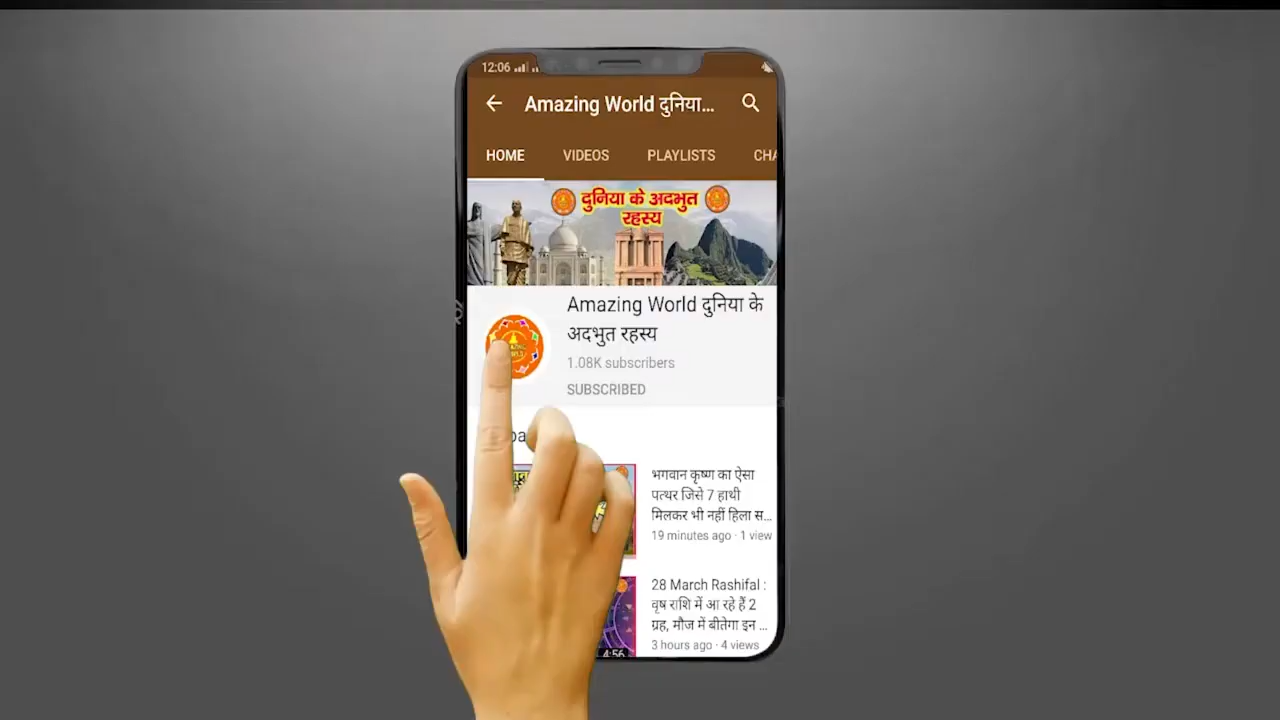 12:06
Amazing World दुनिया...
HOME VIDEOS PLAYLISTS CHA
दुनिया के अदभुत
रहस्य
Amazing World दुनिया के
अदभुत रहस्य
1.08K subscribers
SUBSCRIBED
भगवान कृष्ण का ऐसा
पत्थर जिसे 7 हाथी
मिलकर भी नहीं हिला स...
19 minutes ago · 1 view
28 March Rashifal :
वृष राशि में आ रहे हैं 2
ग्रह, मौज में बीतेगा इन ...
3 hours ago · 4 views
4:56